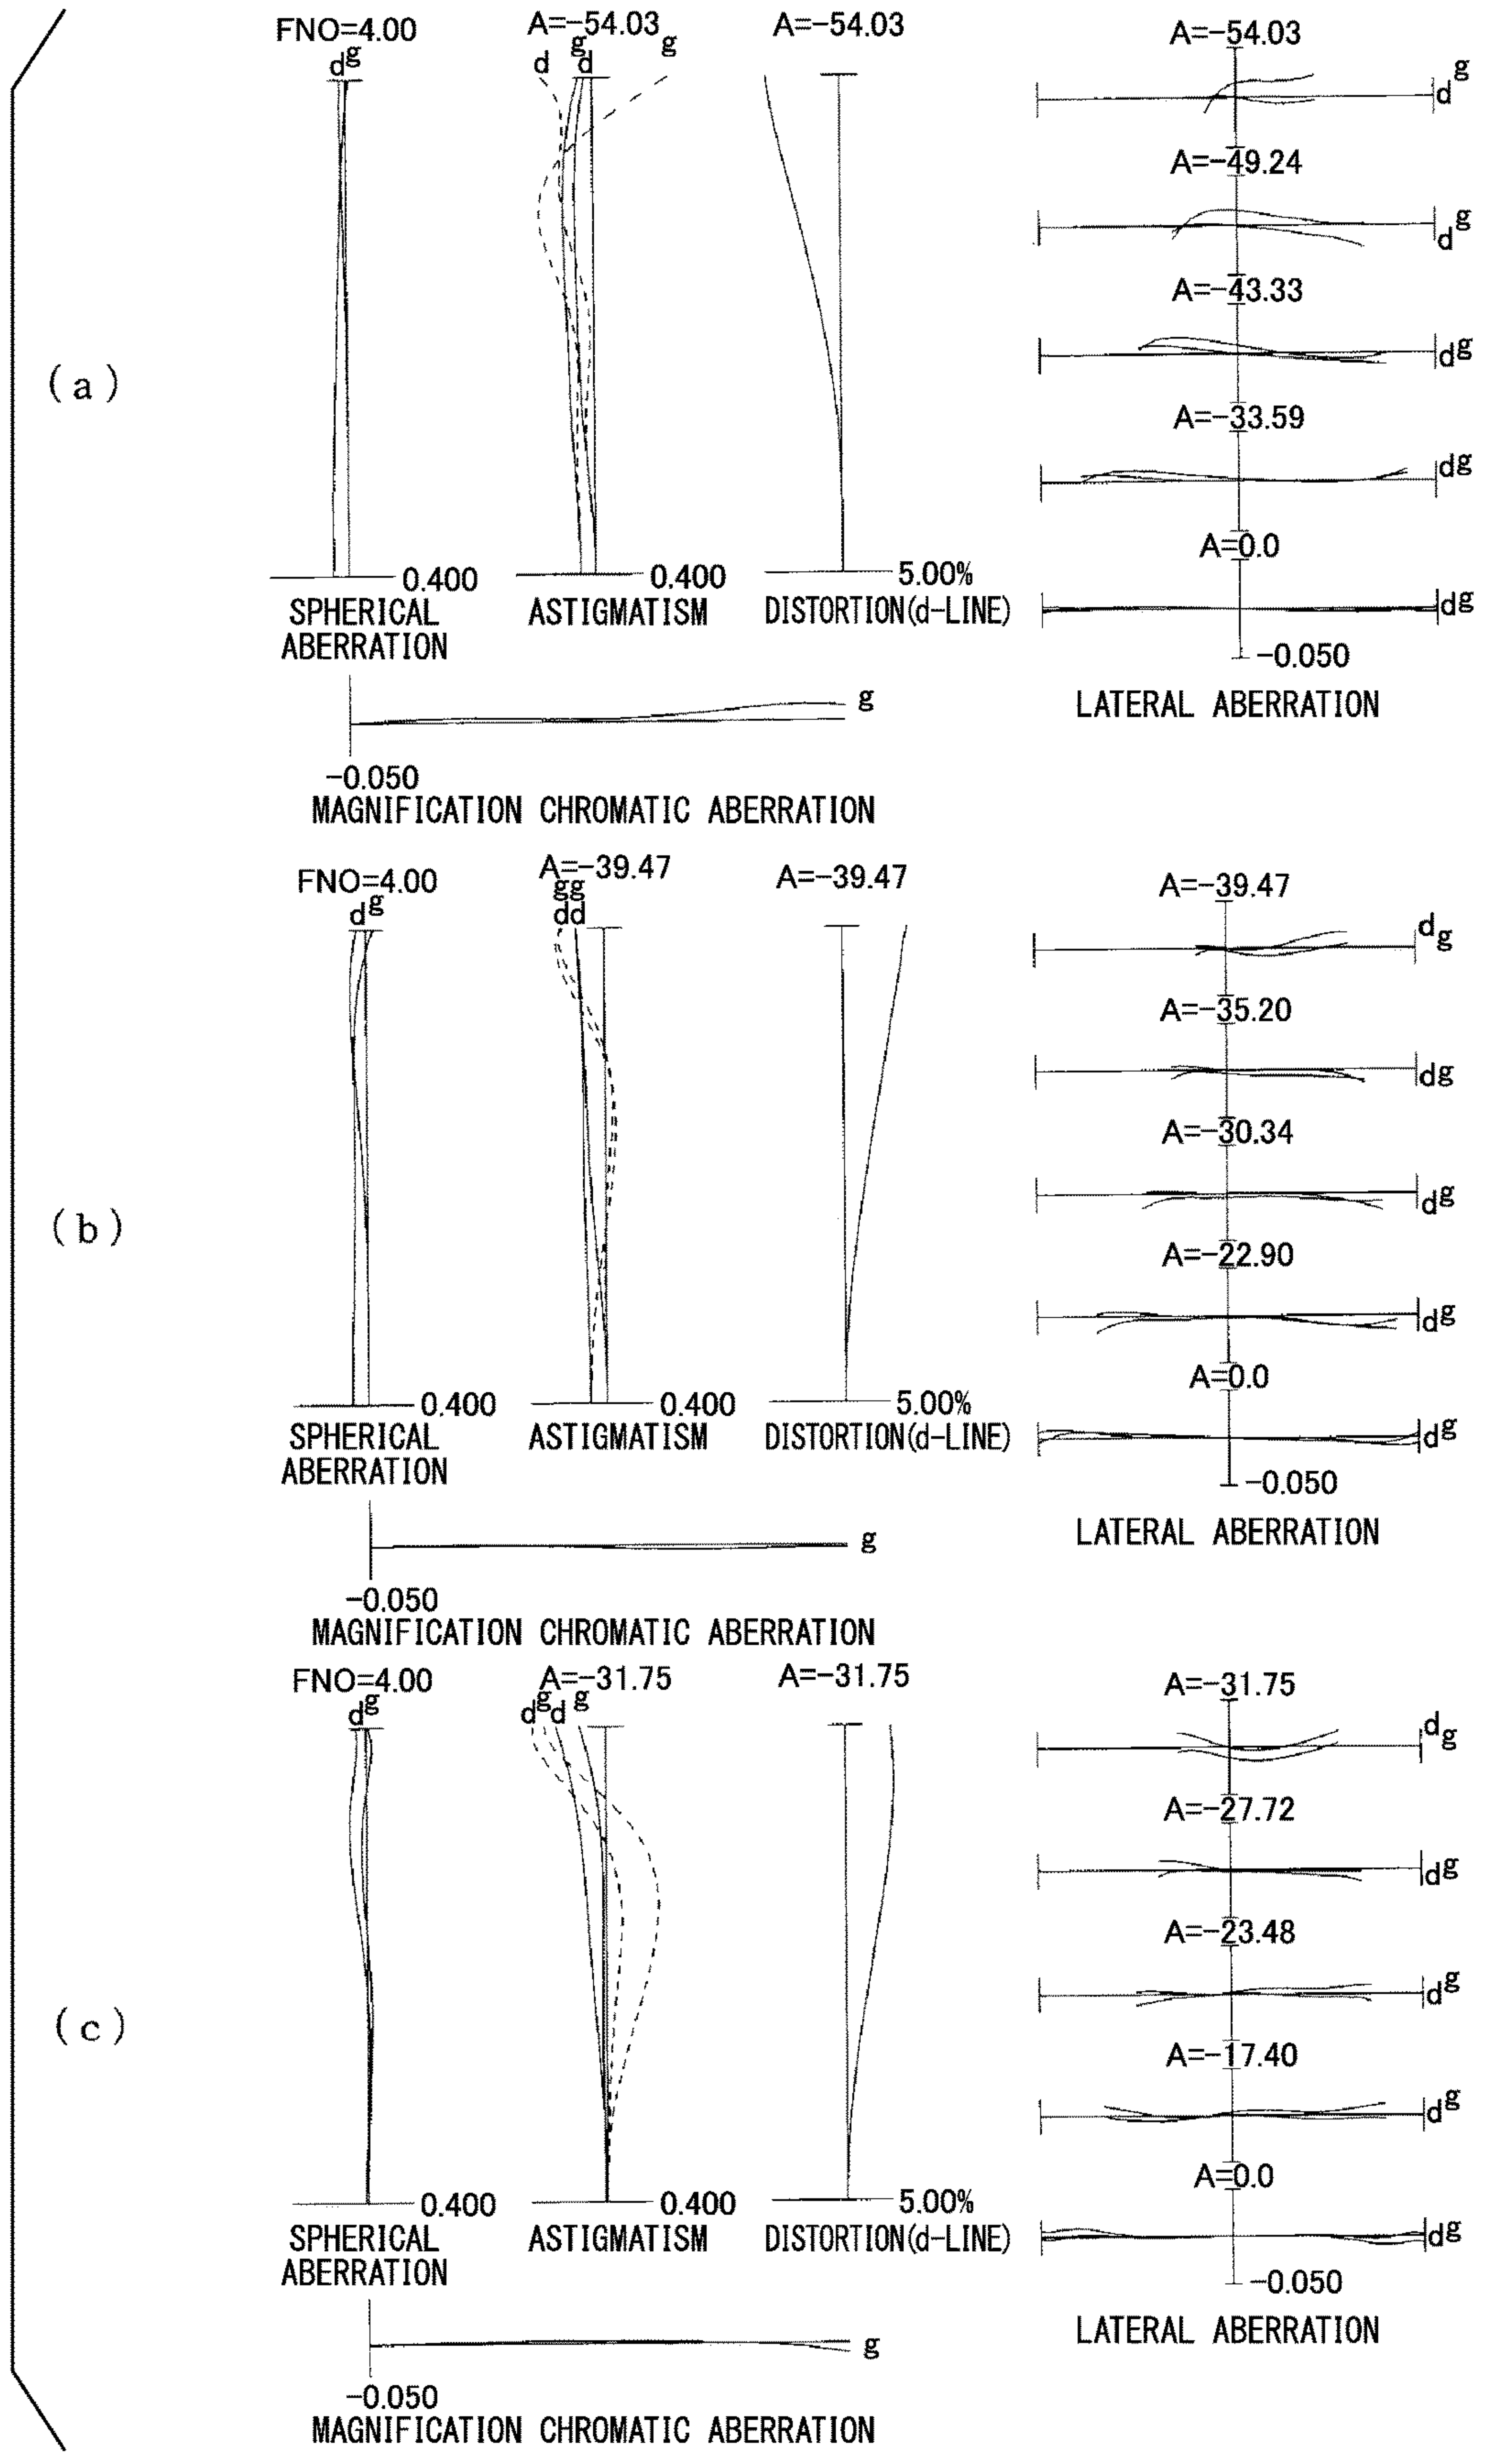 (a)
FNO=4.00
d g
0.400
SPHERICAL
ABERRATION
A=-54.03
d g d g
0.400
ASTIGMATISM
A=-54.03
5.00%
DISTORTION(d-LINE)
A=-54.03
d g
A=-49.24
d g
A=-43.33
d g
A=-33.59
d g
A=0.0
d g
-0.050
LATERAL ABERRATION
g
-0.050
MAGNIFICATION CHROMATIC ABERRATION
(b)
FNO=4.00
d g
0.400
SPHERICAL
ABERRATION
A=-39.47
g g
d d
0.400
ASTIGMATISM
A=-39.47
5.00%
DISTORTION(d-LINE)
A=-39.47
d g
A=-35.20
d g
A=-30.34
d g
A=-22.90
d g
A=0.0
d g
-0.050
LATERAL ABERRATION
g
-0.050
MAGNIFICATION CHROMATIC ABERRATION
(c)
FNO=4.00
d g
0.400
SPHERICAL
ABERRATION
A=-31.75
d g d g
0.400
ASTIGMATISM
A=-31.75
5.00%
DISTORTION(d-LINE)
A=-31.75
d g
A=-27.72
d g
A=-23.48
d g
A=-17.40
d g
A=0.0
d g
-0.050
LATERAL ABERRATION
g
-0.050
MAGNIFICATION CHROMATIC ABERRATION